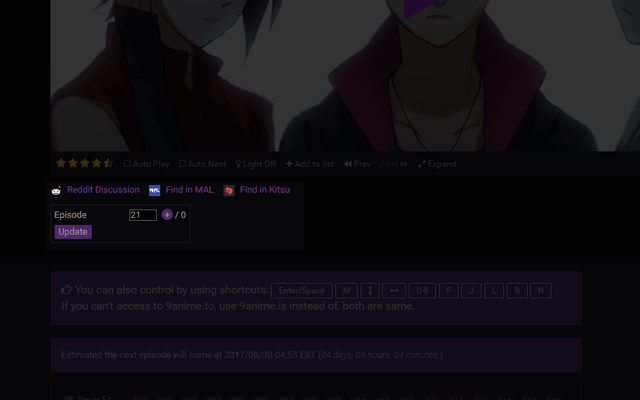 Auto Play Auto Next Light Off Add to list Prev Next Expand
Reddit Discussion MAL Find in MAL Find in Kitsu
Episode 21 + / 0
Update
You can also control by using shortcuts: Enter/Space M 0-9 F J L B N
If you can't access to 9anime.to, use 9anime.is instead of, both are same.
Estimated the next episode will come at 2017/08/30 04:55 EST (04 days, 09 hours, 04 minutes.)